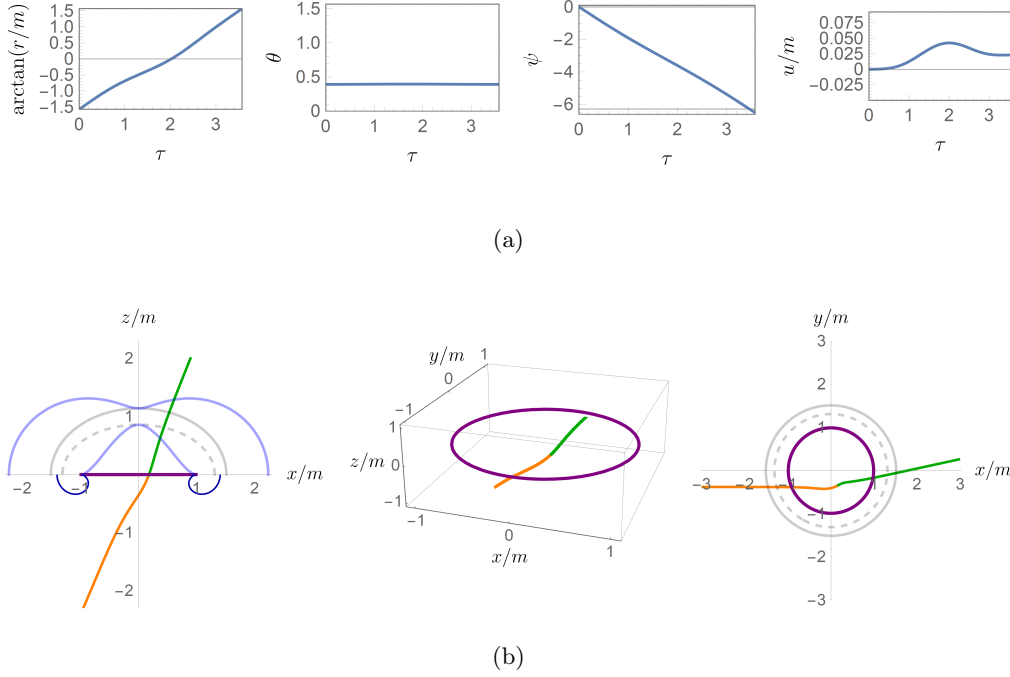 arctan(r/m)
1.5
1.0
0.5
0
−0.5
−1.0
−1.5
0 1 2 3
τ
θ
1.5
1.0
0.5
0
0 1 2 3
τ
ψ
0
−2
−4
−6
0 1 2 3
τ
u/m
0.075
0.050
0.025
0
−0.025
0 1 2 3
τ
(a)
z/m
2
1
−1
−2
−2 −1 1 2
x/m
y/m
1
0
−1
1
z/m 0
−1
−1 0 1
x/m
y/m
3
2
1
−1
−2
−3
−3 −2 −1 1 2 3
x/m
(b)